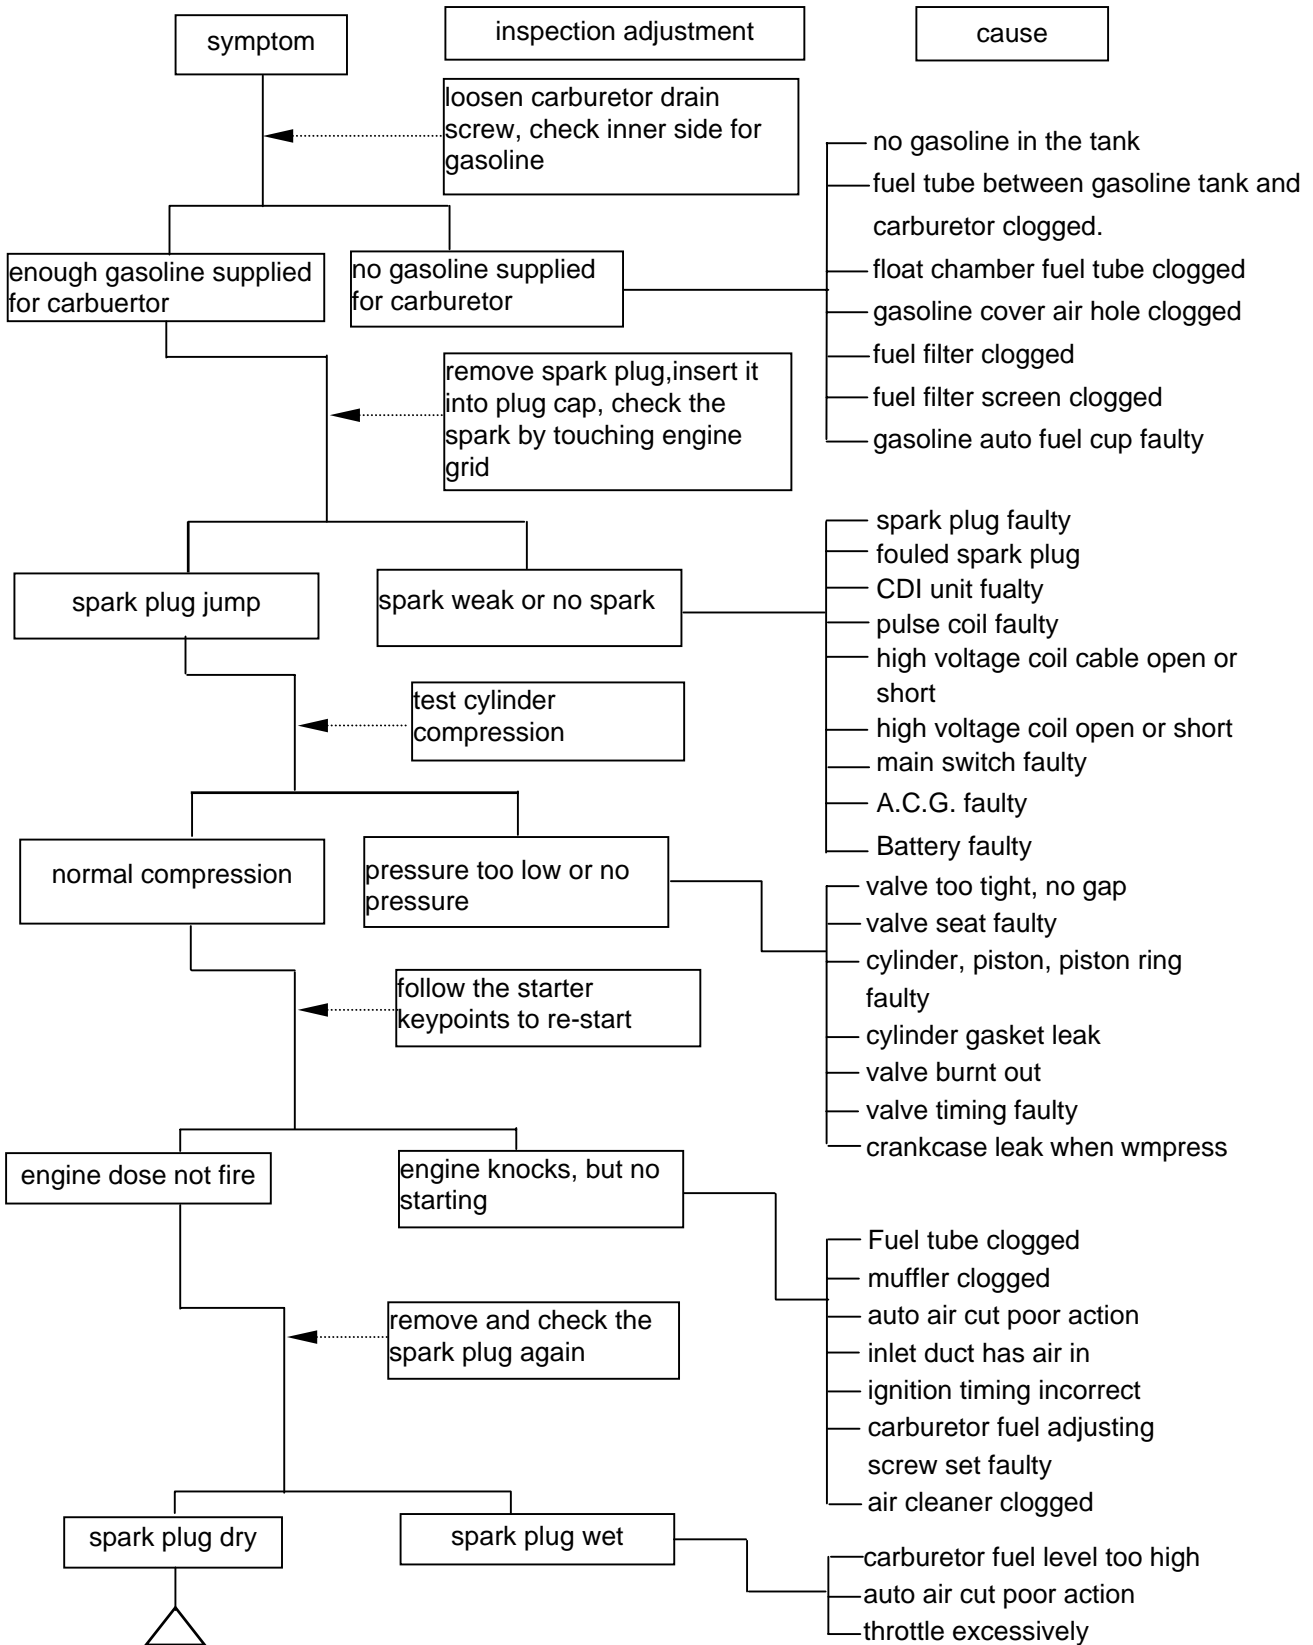 symptom
inspection adjustment
cause
loosen carburetor drain
screw, check inner side for
gasoline
enough gasoline supplied
for carbuertor
no gasoline supplied
for carburetor
no gasoline in the tank
fuel tube between gasoline tank and
carburetor clogged.
float chamber fuel tube clogged
gasoline cover air hole clogged
fuel filter clogged
fuel filter screen clogged
gasoline auto fuel cup faulty
remove spark plug,insert it
into plug cap, check the
spark by touching engine
grid
spark plug jump
spark weak or no spark
spark plug faulty
fouled spark plug
CDI unit fualty
pulse coil faulty
high voltage coil cable open or
short
high voltage coil open or short
main switch faulty
A.C.G. faulty
Battery faulty
test cylinder
compression
normal compression
pressure too low or no
pressure
valve too tight, no gap
valve seat faulty
cylinder, piston, piston ring
faulty
cylinder gasket leak
valve burnt out
valve timing faulty
crankcase leak when wmpress
follow the starter
keypoints to re-start
engine dose not fire
engine knocks, but no
starting
Fuel tube clogged
muffler clogged
auto air cut poor action
inlet duct has air in
ignition timing incorrect
carburetor fuel adjusting
screw set faulty
air cleaner clogged
remove and check the
spark plug again
spark plug dry
spark plug wet
carburetor fuel level too high
auto air cut poor action
throttle excessively